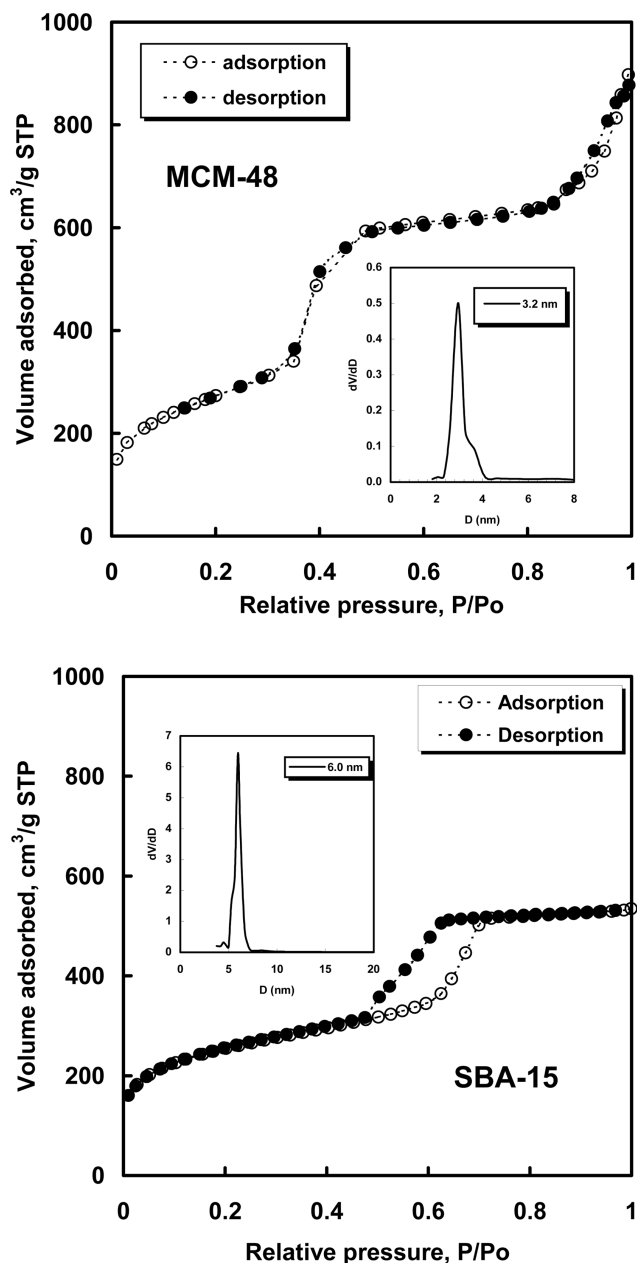 1000
adsorption
desorption
800
MCM-48
Volume adsorbed, cm³/g STP
600
0.6
3.2 nm
0.5
0.4
dV/dD
0.3
0.2
0.1
0.0
0 2 4 6 8
D (nm)
400
200
0
0 0.2 0.4 0.6 0.8 1
Relative pressure, P/Po
1000
Adsorption
Desorption
800
Volume adsorbed, cm³/g STP
7
6.0 nm
6
5
4
dV/dD
3
2
1
0
0 5 10 15 20
D (nm)
600
400
200
SBA-15
0
0 0.2 0.4 0.6 0.8 1
Relative pressure, P/Po